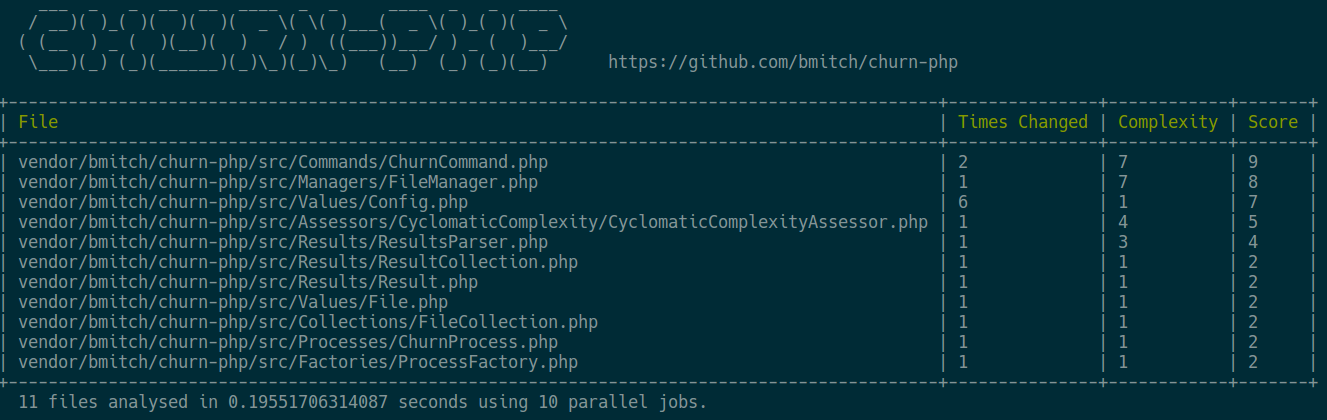 CHURN-PHP https://github.com/bmitch/churn-php
File | Times Changed | Complexity | Score
vendor/bmitch/churn-php/src/Commands/ChurnCommand.php | 2 | 7 | 9
vendor/bmitch/churn-php/src/Managers/FileManager.php | 1 | 7 | 8
vendor/bmitch/churn-php/src/Values/Config.php | 6 | 1 | 7
vendor/bmitch/churn-php/src/Assessors/CyclomaticComplexity/CyclomaticComplexityAssessor.php | 1 | 4 | 5
vendor/bmitch/churn-php/src/Results/ResultsParser.php | 1 | 3 | 4
vendor/bmitch/churn-php/src/Results/ResultCollection.php | 1 | 1 | 2
vendor/bmitch/churn-php/src/Results/Result.php | 1 | 1 | 2
vendor/bmitch/churn-php/src/Values/File.php | 1 | 1 | 2
vendor/bmitch/churn-php/src/Collections/FileCollection.php | 1 | 1 | 2
vendor/bmitch/churn-php/src/Processes/ChurnProcess.php | 1 | 1 | 2
vendor/bmitch/churn-php/src/Factories/ProcessFactory.php | 1 | 1 | 2
11 files analysed in 0.19551706314087 seconds using 10 parallel jobs.